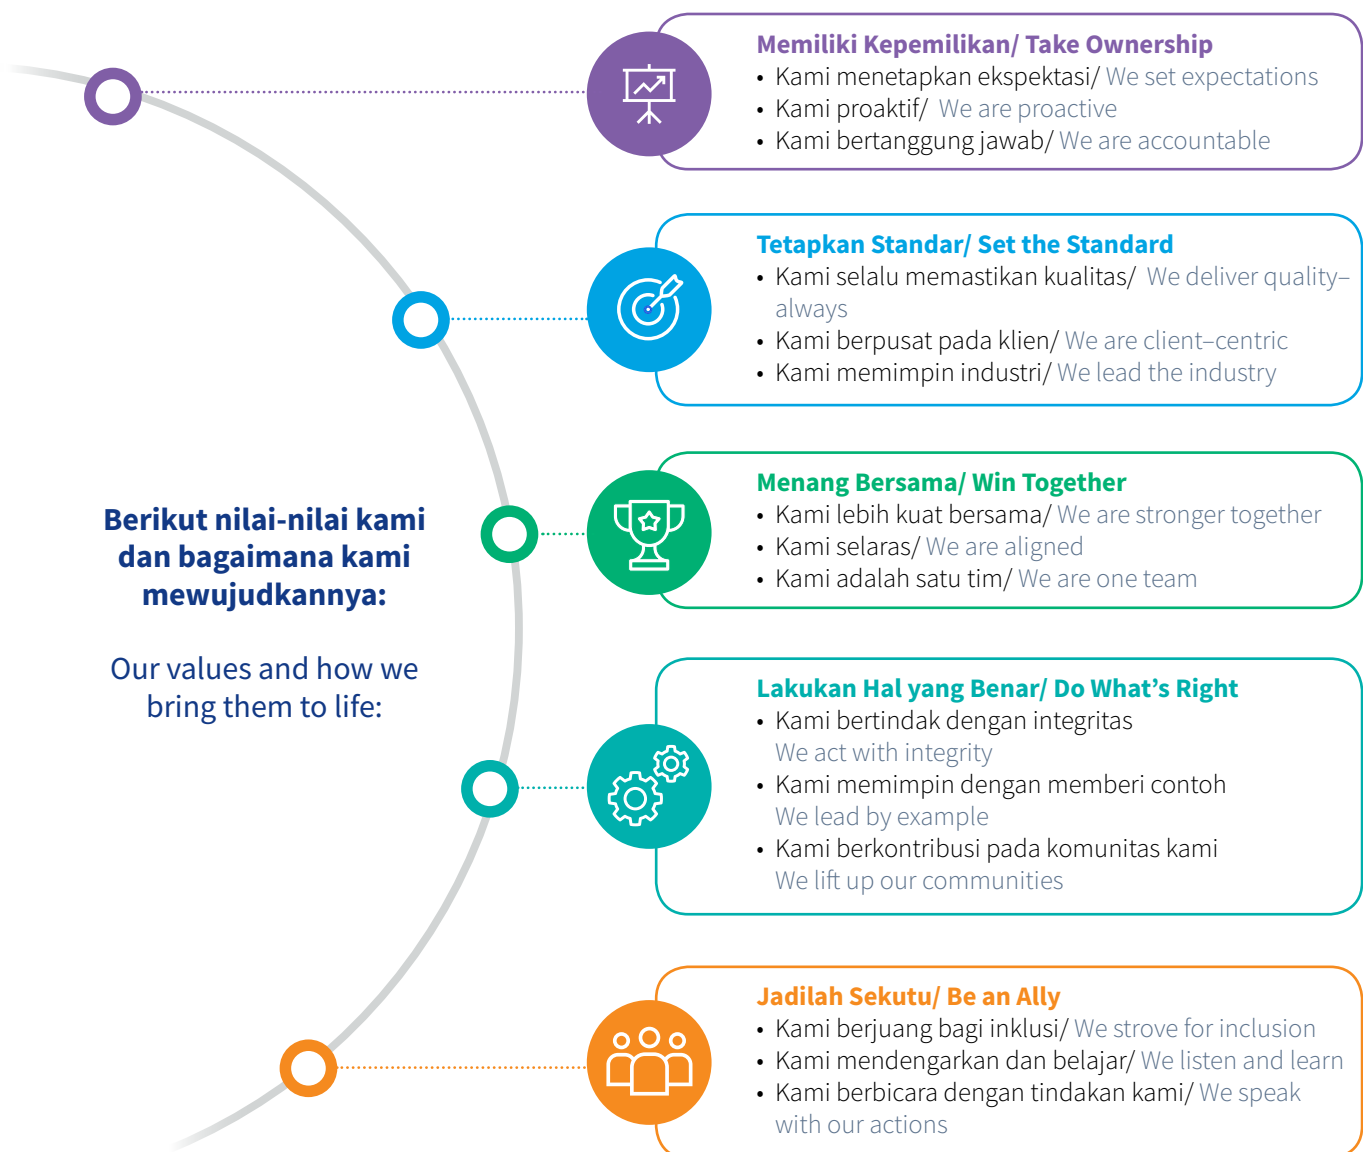 Berikut nilai-nilai kami
dan bagaimana kami
mewujudkannya:
Our values and how we
bring them to life:
Memiliki Kepemilikan/ Take Ownership
• Kami menetapkan ekspektasi/ We set expectations
• Kami proaktif/ We are proactive
• Kami bertanggung jawab/ We are accountable
Tetapkan Standar/ Set the Standard
• Kami selalu memastikan kualitas/ We deliver quality–
always
• Kami berpusat pada klien/ We are client–centric
• Kami memimpin industri/ We lead the industry
Menang Bersama/ Win Together
• Kami lebih kuat bersama/ We are stronger together
• Kami selaras/ We are aligned
• Kami adalah satu tim/ We are one team
Lakukan Hal yang Benar/ Do What’s Right
• Kami bertindak dengan integritas
We act with integrity
• Kami memimpin dengan memberi contoh
We lead by example
• Kami berkontribusi pada komunitas kami
We lift up our communities
Jadilah Sekutu/ Be an Ally
• Kami berjuang bagi inklusi/ We strove for inclusion
• Kami mendengarkan dan belajar/ We listen and learn
• Kami berbicara dengan tindakan kami/ We speak
with our actions